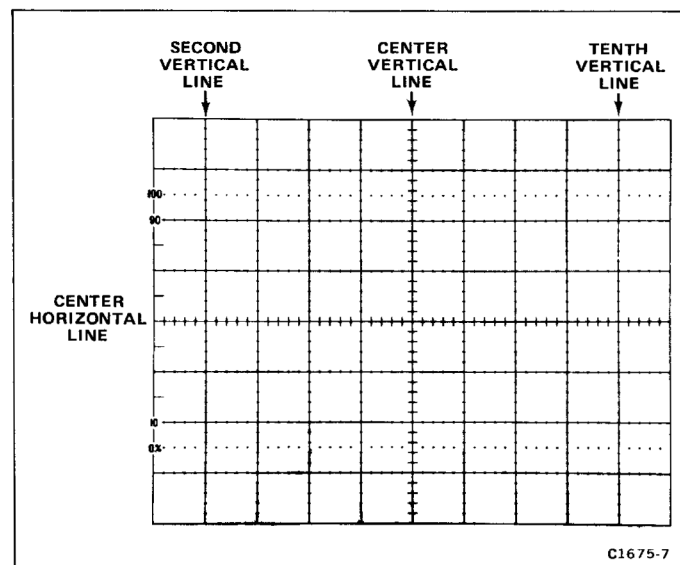 SECOND
VERTICAL
LINE
CENTER
VERTICAL
LINE
TENTH
VERTICAL
LINE
100
90
CENTER
HORIZONTAL
LINE
10
0%
C1675-7